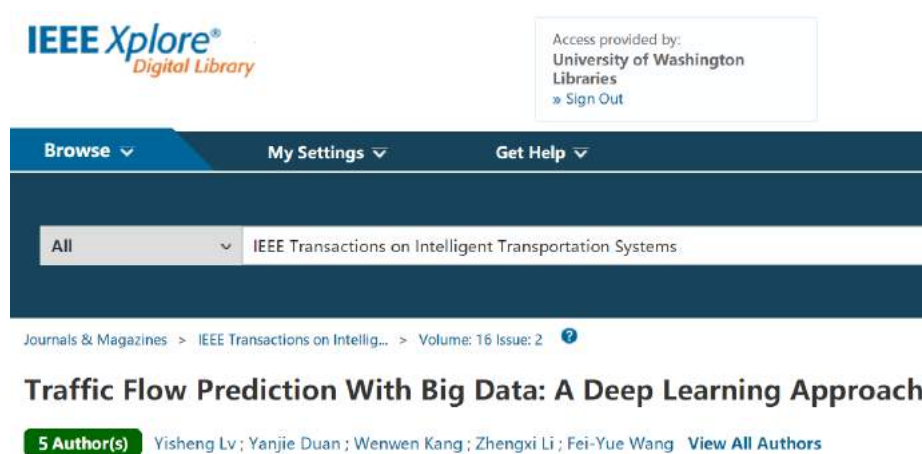 IEEE Xplore®
Digital Library
Access provided by:
University of Washington
Libraries
» Sign Out
Browse
My Settings
Get Help
All
IEEE Transactions on Intelligent Transportation Systems
Journals & Magazines > IEEE Transactions on Intellig... > Volume: 16 Issue: 2 ?
Traffic Flow Prediction With Big Data: A Deep Learning Approach
5 Author(s) Yisheng Lv ; Yanjie Duan ; Wenwen Kang ; Zhengxi Li ; Fei-Yue Wang View All Authors